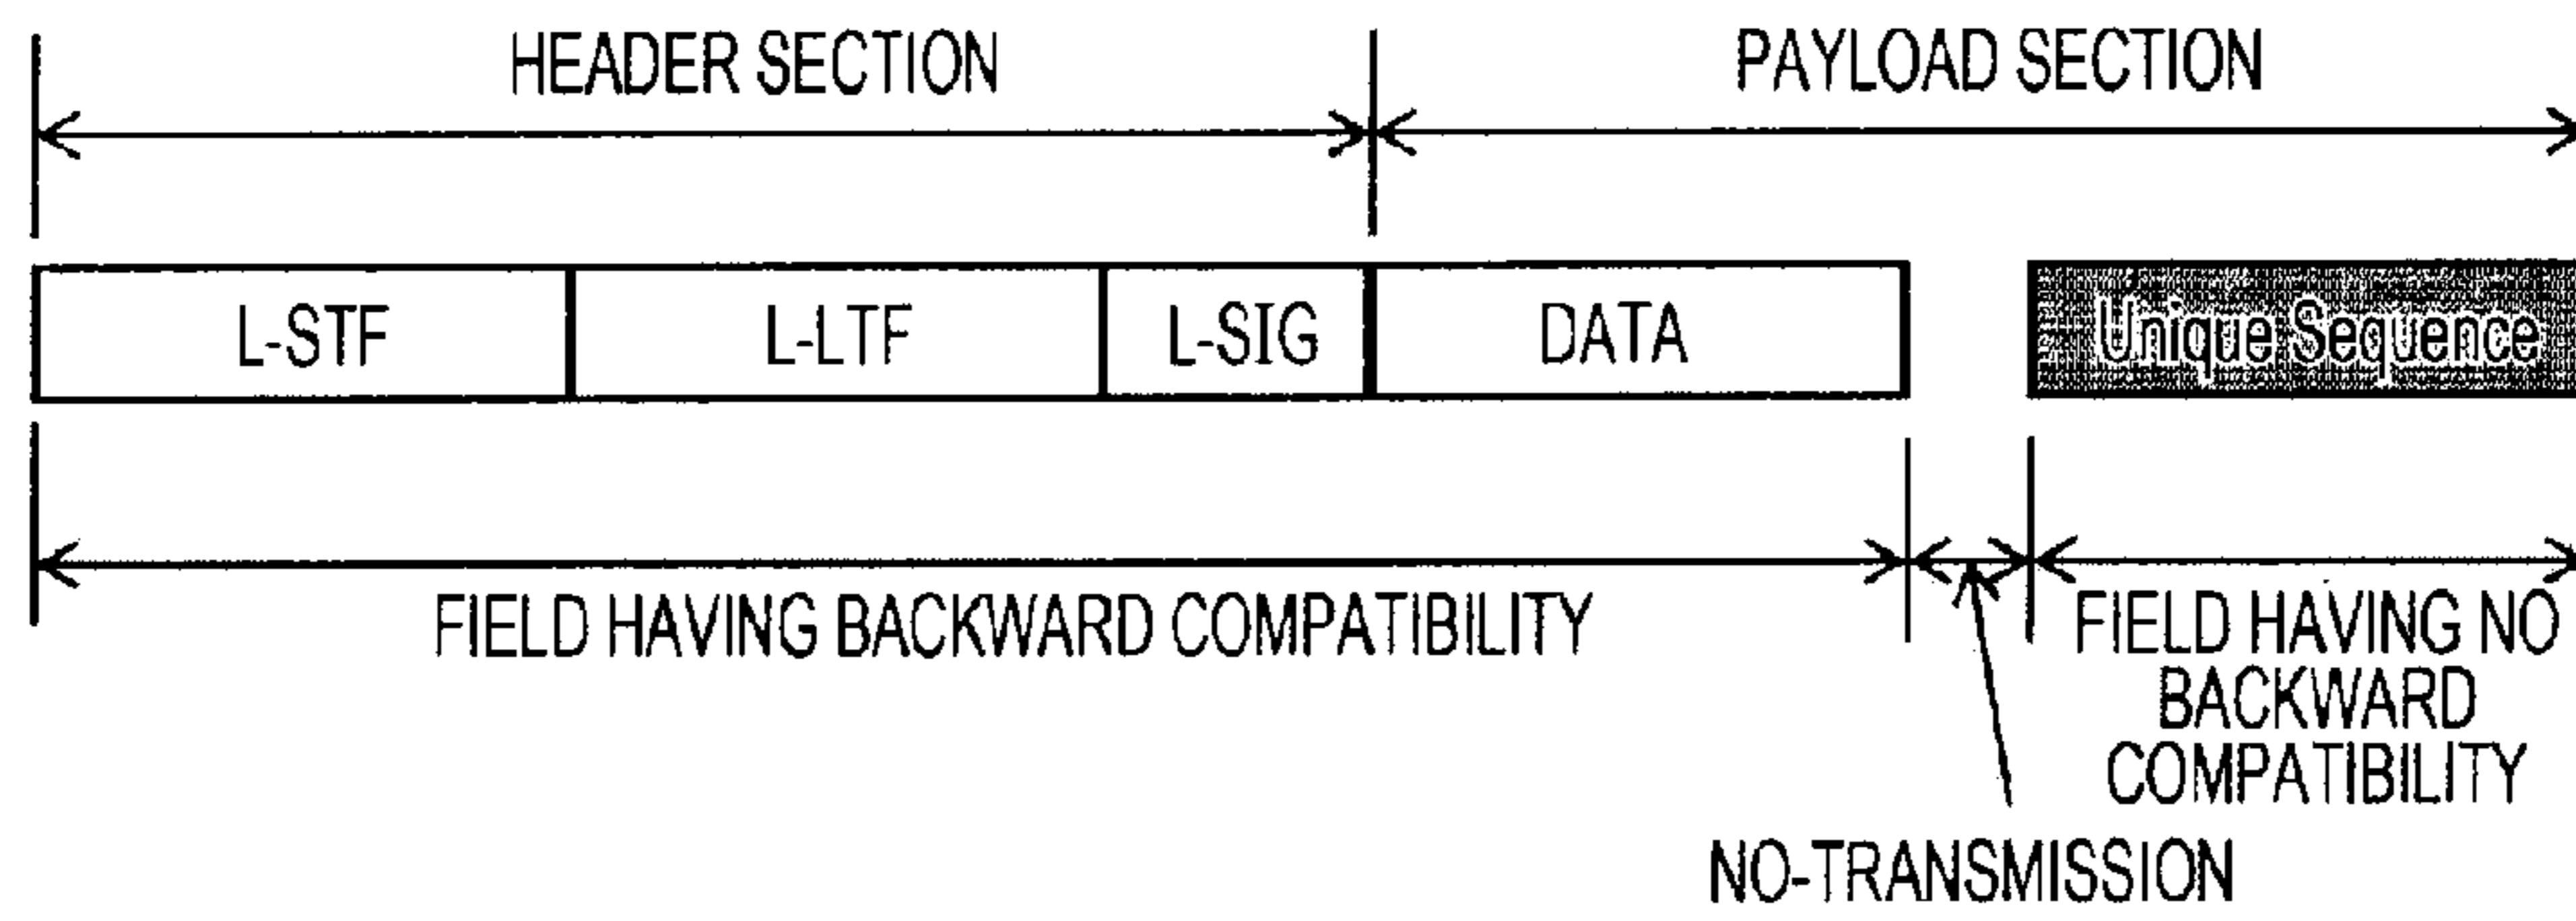 HEADER SECTION
PAYLOAD SECTION
L-STF
L-LTF
L-SIG
DATA
Unique Sequence
FIELD HAVING BACKWARD COMPATIBILITY
FIELD HAVING NO
BACKWARD
COMPATIBILITY
NO-TRANSMISSION